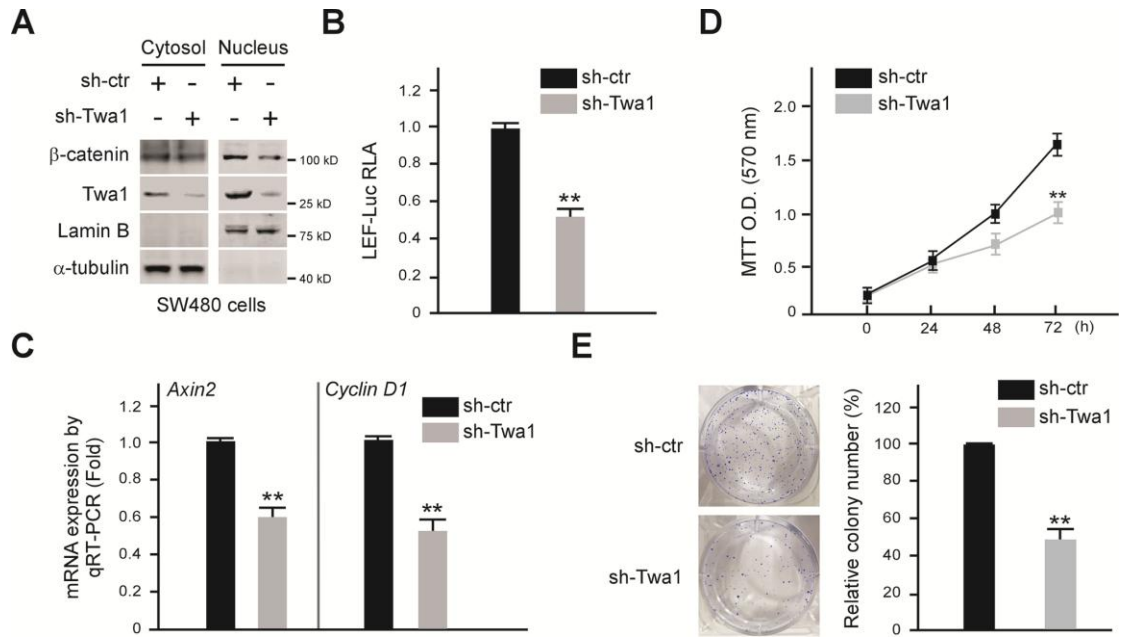 A
Cytosol Nucleus
sh-ctr + - + -
sh-Twa1 - + - +
β-catenin
100 kD
Twa1
25 kD
Lamin B
75 kD
α-tubulin
40 kD
SW480 cells
B
LEF-Luc RLA
1.2
1.0
0.8
0.6
0.4
0.2
0
sh-ctr
sh-Twa1
**
C
mRNA expression by
qRT-PCR (Fold)
1.2
1.0
0.8
0.6
0.4
0.2
0
Axin2
**
Cyclin D1
**
sh-ctr
sh-Twa1
D
MTT O.D. (570 nm)
2.0
1.5
1.0
0.5
0
sh-ctr
sh-Twa1
**
0 24 48 72 (h)
E
sh-ctr
sh-Twa1
Relative colony number (%)
120
100
80
60
40
20
0
sh-ctr
sh-Twa1
**